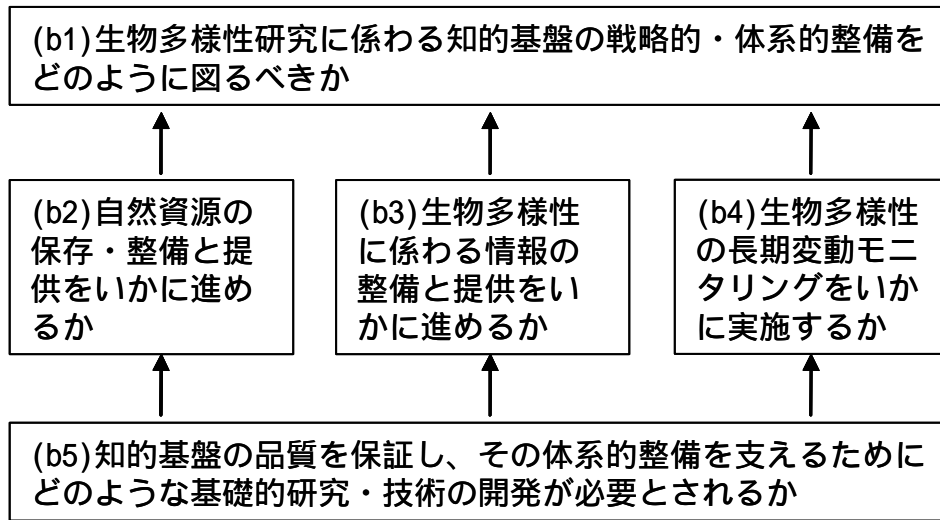 (b1)生物多様性研究に係わる知的基盤の戦略的・体系的整備を
どのように図るべきか
(b2)自然資源の
保存・整備と提
供をいかに進め
るか
(b3)生物多様性
に係わる情報の
整備と提供をい
かに進めるか
(b4)生物多様性
の長期変動モニ
タリングをいか
に実施するか
(b5)知的基盤の品質を保証し、その体系的整備を支えるために
どのような基礎的研究・技術の開発が必要とされるか